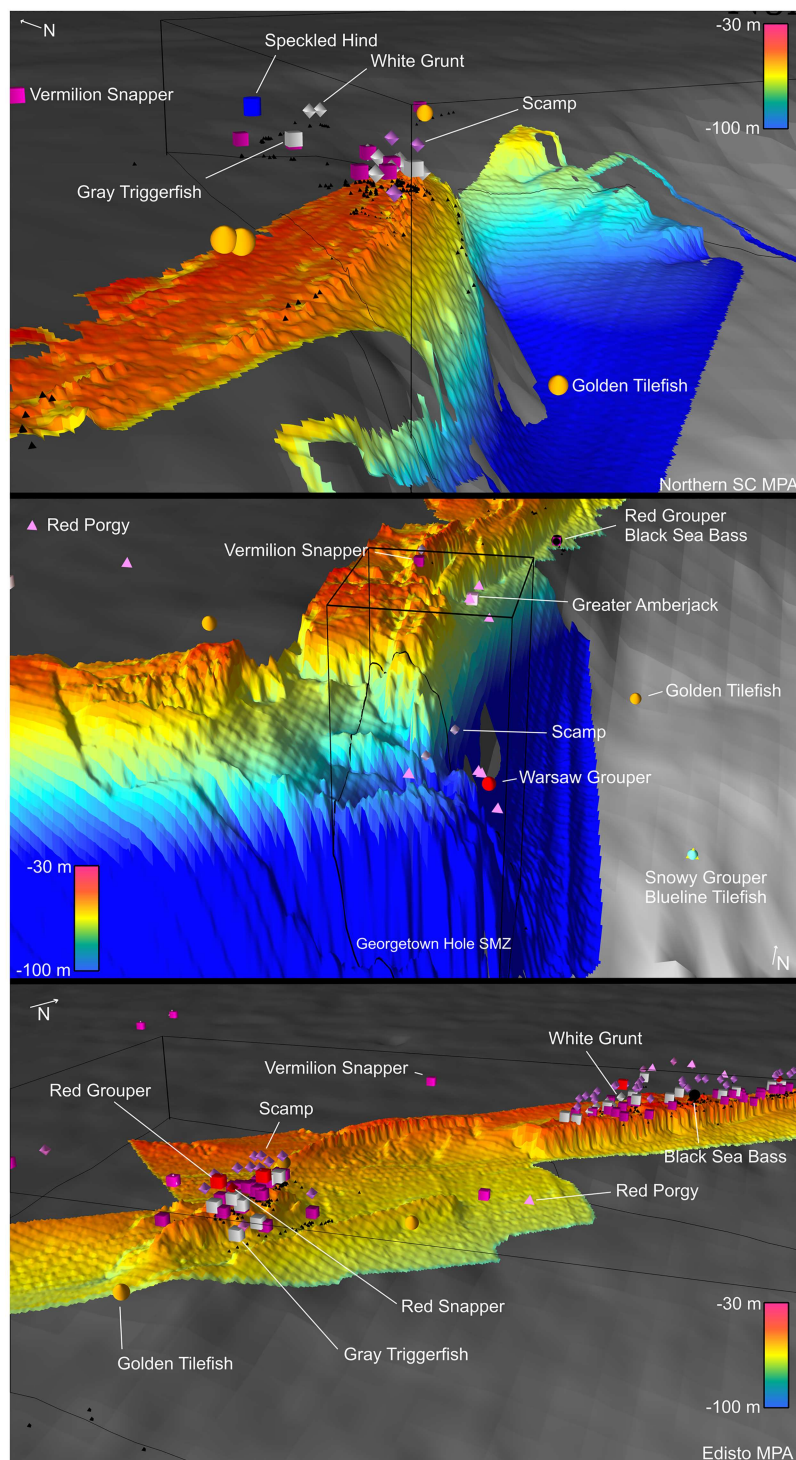 N
-30 m
Speckled Hind
White Grunt
Vermilion Snapper
Scamp
-100 m
Gray Triggerfish
Golden Tilefish
Northern SC MPA
Red Porgy
Red Grouper
Black Sea Bass
Vermilion Snapper
Greater Amberjack
Golden Tilefish
Scamp
Warsaw Grouper
-30 m
Snowy Grouper
Blueline Tilefish
Georgetown Hole SMZ
-100 m
N
N
White Grunt
Vermilion Snapper
Red Grouper
Scamp
Black Sea Bass
Red Porgy
Red Snapper
-30 m
Gray Triggerfish
Golden Tilefish
-100 m
Edisto MPA